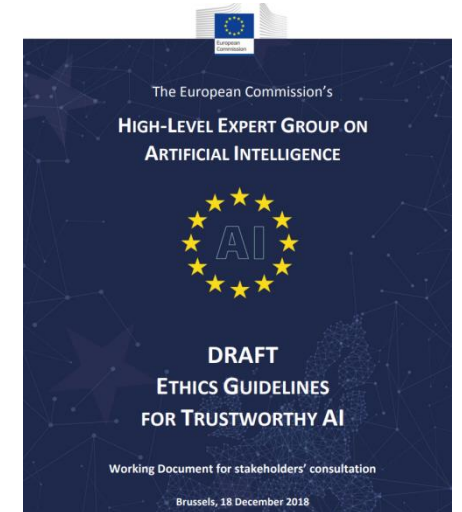 European
Commission
The European Commission's
HIGH-LEVEL EXPERT GROUP ON
ARTIFICIAL INTELLIGENCE
AI
DRAFT
ETHICS GUIDELINES
FOR TRUSTWORTHY AI
Working Document for stakeholders' consultation
Brussels, 18 December 2018